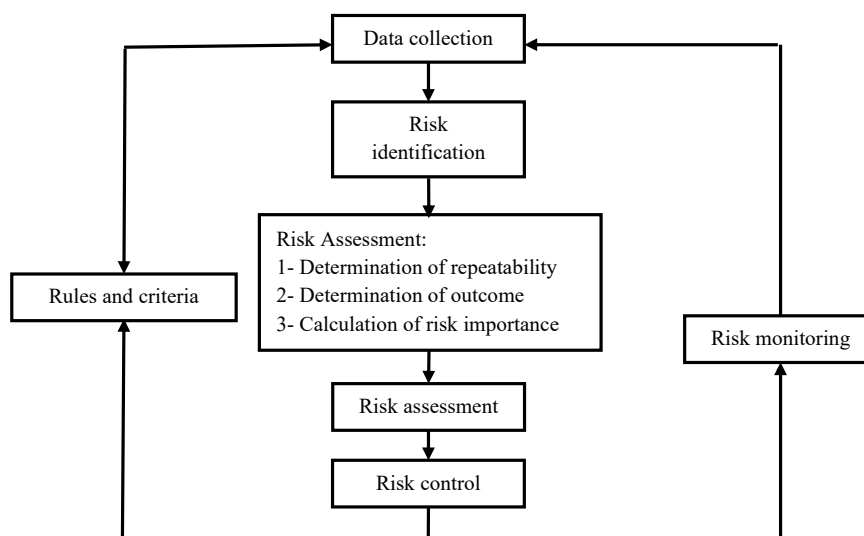 Data collection
Risk
identification
Risk Assessment:
1- Determination of repeatability
2- Determination of outcome
3- Calculation of risk importance
Rules and criteria
Risk monitoring
Risk assessment
Risk control